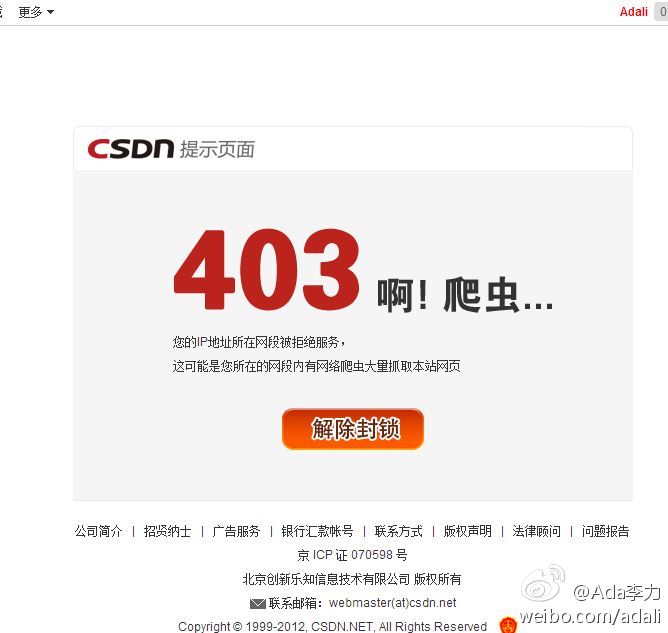 更多 Adali 0
CSDN 提示页面
403 啊! 爬虫...
您的IP地址所在网段被拒绝服务，
这可能是您所在的网段内有网络爬虫大量抓取本站网页
解除封锁
公司简介 | 招贤纳士 | 广告服务 | 银行汇款帐号 | 联系方式 | 版权声明 | 法律顾问 | 问题报告
京 ICP 证 070598 号
北京创新乐知信息技术有限公司 版权所有
联系邮箱：webmaster(at)csdn.net
Copyright © 1999-2012, CSDN.NET, All Rights Reserved
@Ada李力
weibo.com/adali